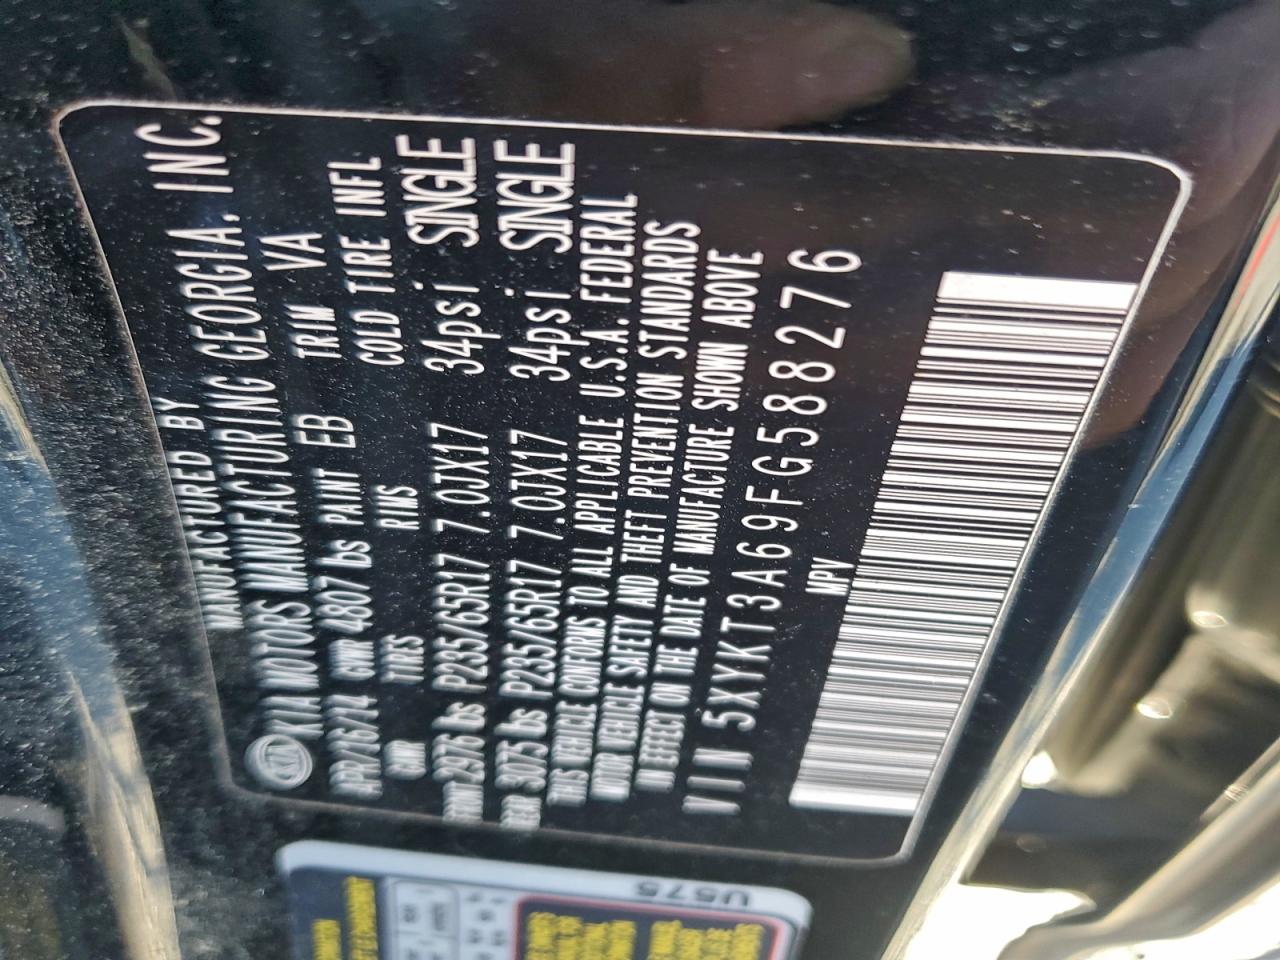 MANUFACTURED BY
KIA MOTORS MANUFACTURING GEORGIA, INC.
APR/16/14 GVWR 4807 lbs PAINT EB TRIM VA
GAWR TIRES RIMS COLD TIRE INFL
FRONT 2976 lbs P235/65R17 7.0JX17 34psi SINGLE
REAR 3075 lbs P235/65R17 7.0JX17 34psi SINGLE
THIS VEHICLE CONFORMS TO ALL APPLICABLE U.S.A. FEDERAL
MOTOR VEHICLE SAFETY AND THEFT PREVENTION STANDARDS
IN EFFECT ON THE DATE OF MANUFACTURE SHOWN ABOVE
VIN 5XYKT3A69FG588276
MPV
U575